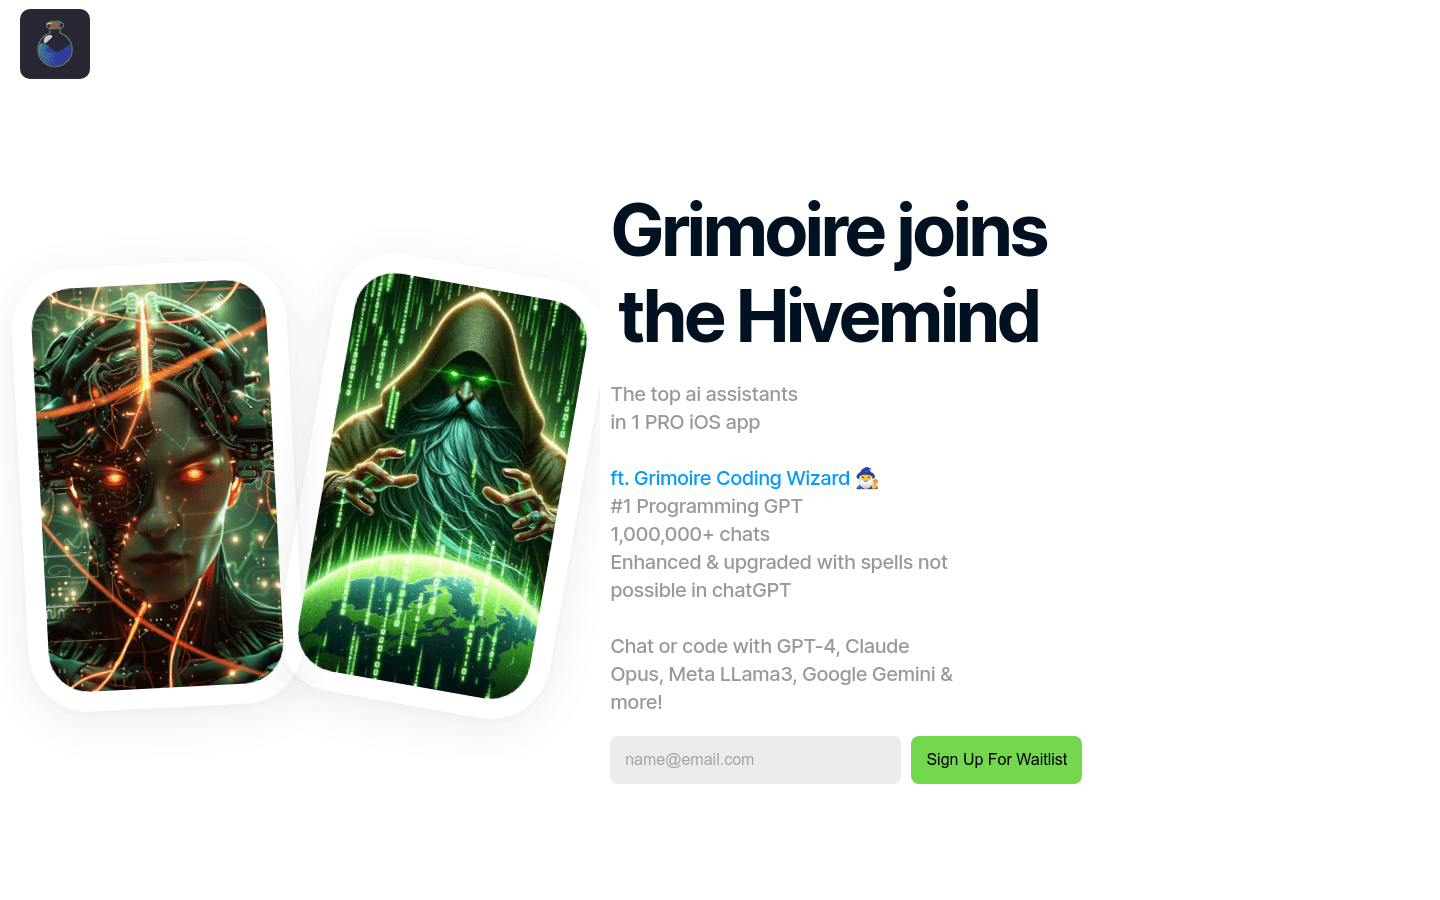 Grimoire joins
the Hivemind
The top ai assistants
in 1 PRO iOS app
ft. Grimoire Coding Wizard 🧙‍♂️
#1 Programming GPT
1,000,000+ chats
Enhanced & upgraded with spells not
possible in chatGPT
Chat or code with GPT-4, Claude
Opus, Meta LLama3, Google Gemini &
more!
name@email.com
Sign Up For Waitlist